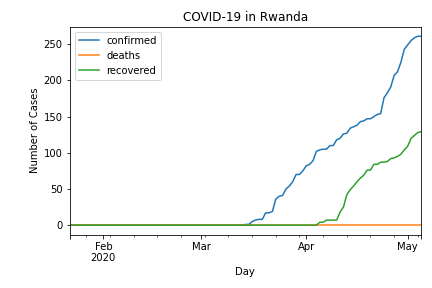 COVID-19 in Rwanda
confirmed
deaths
recovered
250
200
150
100
50
0
Number of Cases
Feb
2020
Mar
Apr
May
Day